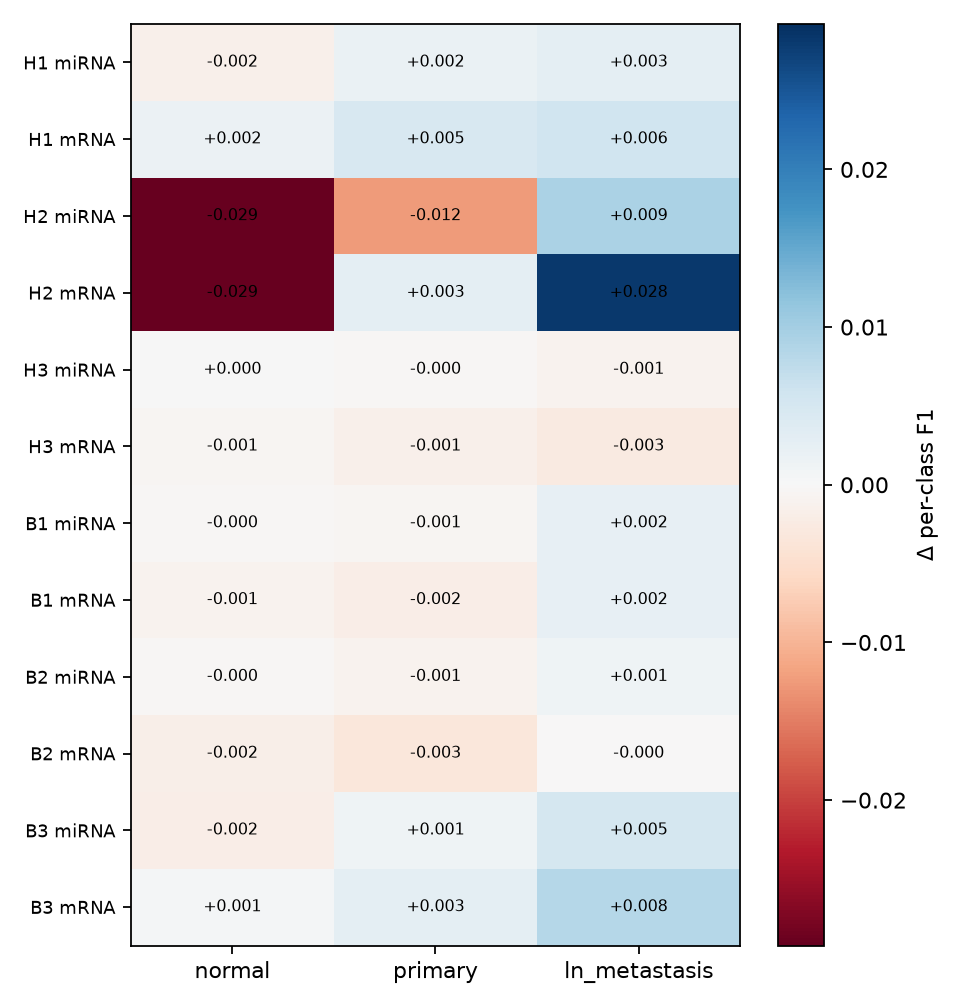 H1 miRNA -0.002 +0.002 +0.003
H1 mRNA +0.002 +0.005 +0.006
H2 miRNA -0.029 -0.012 +0.009
H2 mRNA -0.029 +0.003 +0.028
H3 miRNA +0.000 -0.000 -0.001
H3 mRNA -0.001 -0.001 -0.003
B1 miRNA -0.000 -0.001 +0.002
B1 mRNA -0.001 -0.002 +0.002
B2 miRNA -0.000 -0.001 +0.001
B2 mRNA -0.002 -0.003 -0.000
B3 miRNA -0.002 +0.001 +0.005
B3 mRNA +0.001 +0.003 +0.008
normal primary ln_metastasis
0.02
0.01
0.00
−0.01
−0.02
Δ per-class F1